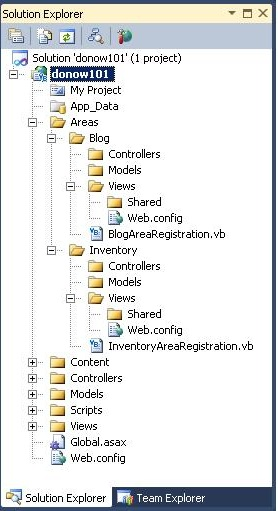 Solution Explorer
Solution 'donow101' (1 project)
donow101
My Project
App_Data
Areas
Blog
Controllers
Models
Views
Shared
Web.config
BlogAreaRegistration.vb
Inventory
Controllers
Models
Views
Shared
Web.config
InventoryAreaRegistration.vb
Content
Controllers
Models
Scripts
Views
Global.asax
Web.config
Solution Explorer Team Explorer